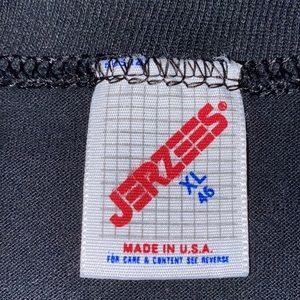 JERZEES®
XL
46
MADE IN U.S.A.
FOR CARE & CONTENT SEE REVERSE